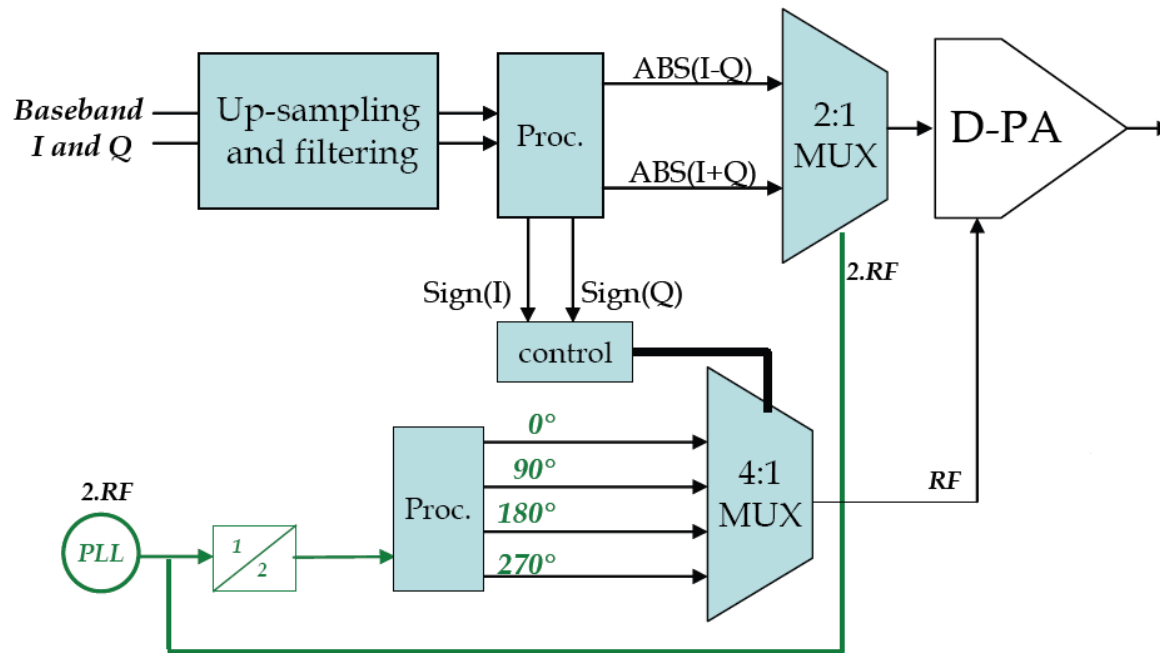 Baseband
I and Q
Up-sampling
and filtering
Proc.
ABS(I-Q)
ABS(I+Q)
2:1
MUX
D-PA
Sign(I)
Sign(Q)
2.RF
control
0°
90°
180°
270°
4:1
MUX
RF
2.RF
PLL
1
2
Proc.